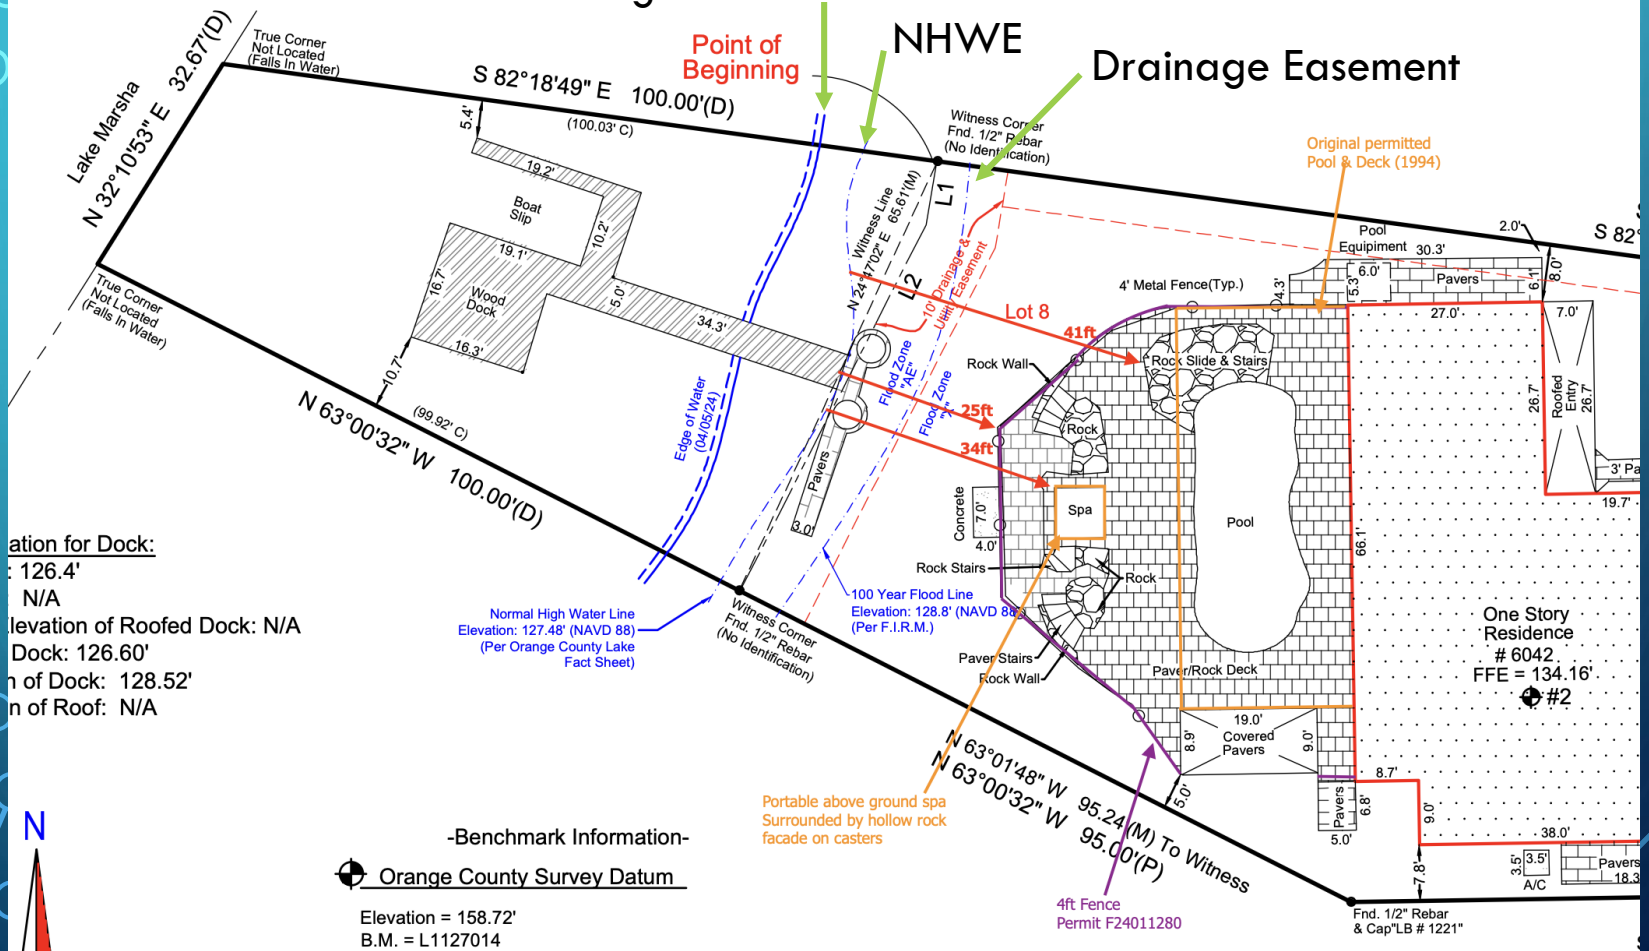 NHWE
Drainage Easement
Point of
Beginning
True Corner
Not Located
(Falls In Water)
Lake Marsha
N 32°10'53" E 32.67'(D)
S 82°18'49" E 100.00'(D)
(100.03' C)
5.4'
Witness Corner
Fnd. 1/2" Rebar
(No Identification)
Original permitted
Pool & Deck (1994)
19.2'
Boat
Slip
10.2'
19.1'
16.7'
Wood
Dock
5.0'
16.3'
34.3'
10.7'
True Corner
Not Located
(Falls In Water)
Witness Line
N 24°47'02" E 65.61'(M)
L1
L2
10' Drainage &
Utility Easement
Pool
Equipiment
30.3'
2.0'
S 82°
8.0'
6.0'
5.3'
Pavers
6.1'
4.3'
4' Metal Fence(Typ.)
Lot 8
41ft
27.0'
7.0'
Rock Wall
Rock Slide & Stairs
Flood Zone
"AE"
Flood Zone
"X"
25ft
Rock
34ft
26.7'
Roofed
Entry
26.7'
3' Pa
19.7'
Edge of Water
(04/05/24)
(99.92' C)
N 63°00'32" W 100.00'(D)
Pavers
3.0'
Concrete
7.0'
4.0'
Spa
Pool
66.1'
Rock Stairs
Rock
ation for Dock:
: 126.4'
N/A
levation of Roofed Dock: N/A
Dock: 126.60'
n of Dock: 128.52'
n of Roof: N/A
Normal High Water Line
Elevation: 127.48' (NAVD 88)
(Per Orange County Lake
Fact Sheet)
Witness Corner
Fnd. 1/2" Rebar
(No Identification)
100 Year Flood Line
Elevation: 128.8' (NAVD 88)
(Per F.I.R.M.)
Paver Stairs
Rock Wall
Paver/Rock Deck
One Story
Residence
# 6042
FFE = 134.16'
#2
19.0'
8.9'
Covered
Pavers
9.0'
8.7'
5.0'
Pavers
6.8'
5.0'
9.0'
38.0'
N 63°01'48" W 95.24'(M) To Witness
N 63°00'32" W 95.00'(P)
7.8'
3.5'
3.5'
A/C
Pavers
18.3
Portable above ground spa
Surrounded by hollow rock
facade on casters
4ft Fence
Permit F24011280
Fnd. 1/2" Rebar
& Cap"LB # 1221"
N
-Benchmark Information-
Orange County Survey Datum
Elevation = 158.72'
B.M. = L1127014